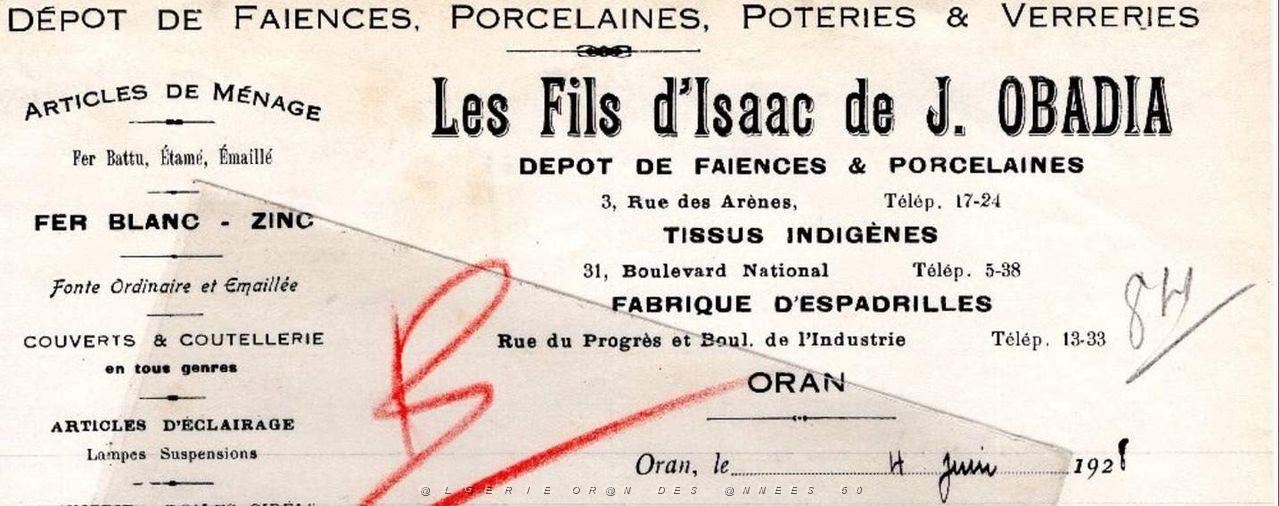 DÉPOT DE FAIENCES, PORCELAINES, POTERIES & VERRERIES
ARTICLES DE MÉNAGE
Fer Battu, Étamé, Émaillé
FER BLANC - ZINC
Fonte Ordinaire et Emaillée
COUVERTS & COUTELLERIE
en tous genres
ARTICLES D'ÉCLAIRAGE
Lampes Suspensions
Les Fils d'Isaac de J. OBADIA
DEPOT DE FAIENCES & PORCELAINES
3, Rue des Arènes, Télép. 17-24
TISSUS INDIGÈNES
31, Boulevard National Télép. 5-38
FABRIQUE D'ESPADRILLES
Rue du Progrès et Boul. de l'Industrie Télép. 13-33
ORAN
Oran, le 4 Juin 1928
@LGERIE OR@N DES @NNEES 50